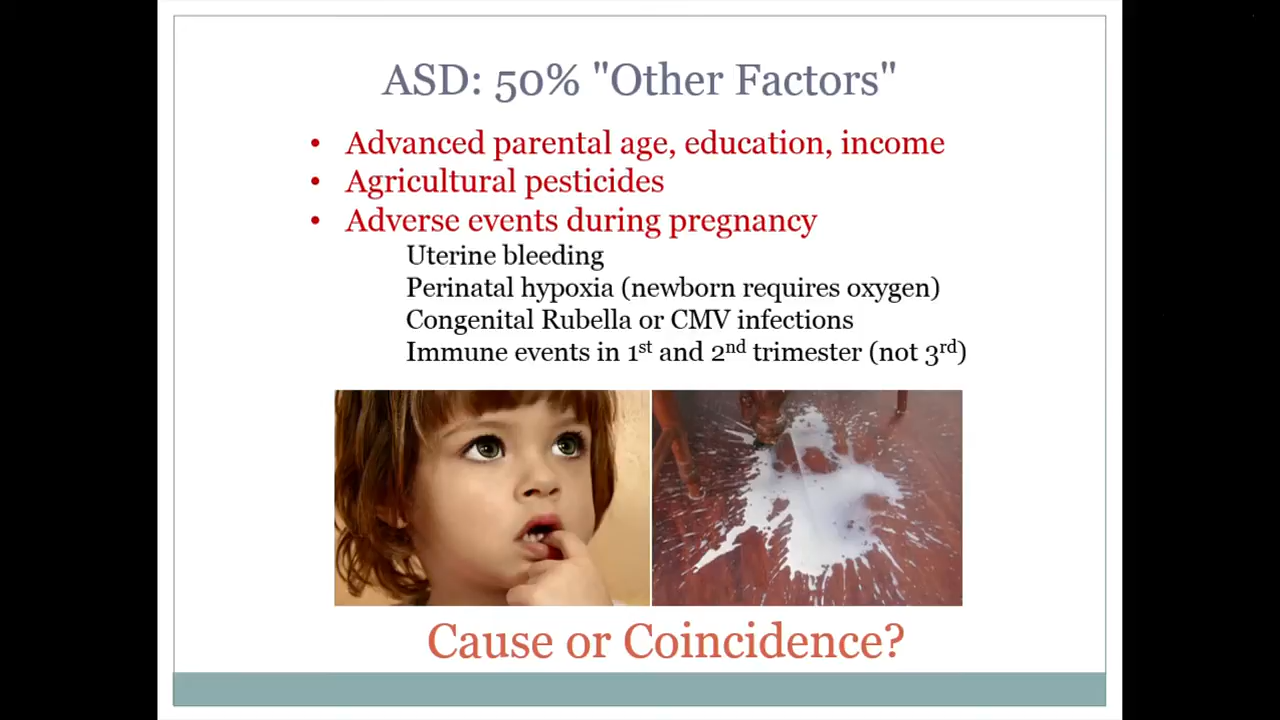 ASD: 50% "Other Factors"
• Advanced parental age, education, income
• Agricultural pesticides
• Adverse events during pregnancy
Uterine bleeding
Perinatal hypoxia (newborn requires oxygen)
Congenital Rubella or CMV infections
Immune events in 1st and 2nd trimester (not 3rd)
Cause or Coincidence?